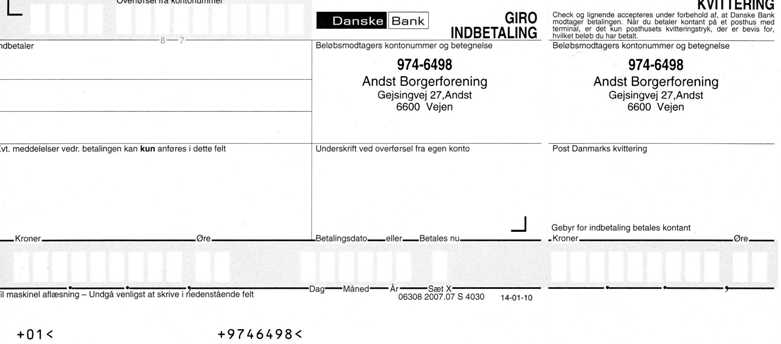 Overførsel fra kontonummer
8 - 7
Indbetaler
Kvt. meddelelser vedr. betalingen kan kun anføres i dette felt
Danske Bank
GIRO
INDBETALING
Beløbsmodtagers kontonummer og betegnelse
974-6498
Andst Borgerforening
Gejsingvej 27,Andst
6600 Vejen
Underskrift ved overførsel fra egen konto
KVITTERING
Check og lignende accepteres under forbehold af, at Danske Bank
modtager betalingen. Når du betaler kontant på et posthus med
terminal, er det kun posthusets kvitteringstryk, der er bevis for,
hvilket beløb du har betalt.
Beløbsmodtagers kontonummer og betegnelse
974-6498
Andst Borgerforening
Gejsingvej 27,Andst
6600 Vejen
Post Danmarks kvittering
Gebyr for indbetaling betales kontant
Kroner Øre Betalingsdato eller Betales nu Kroner Øre
Dag Måned År Sæt X
Til maskinel aflæsning – Undgå venligst at skrive i nedenstående felt
06308 2007.07 S 4030 14-01-10
+01< +9746498<